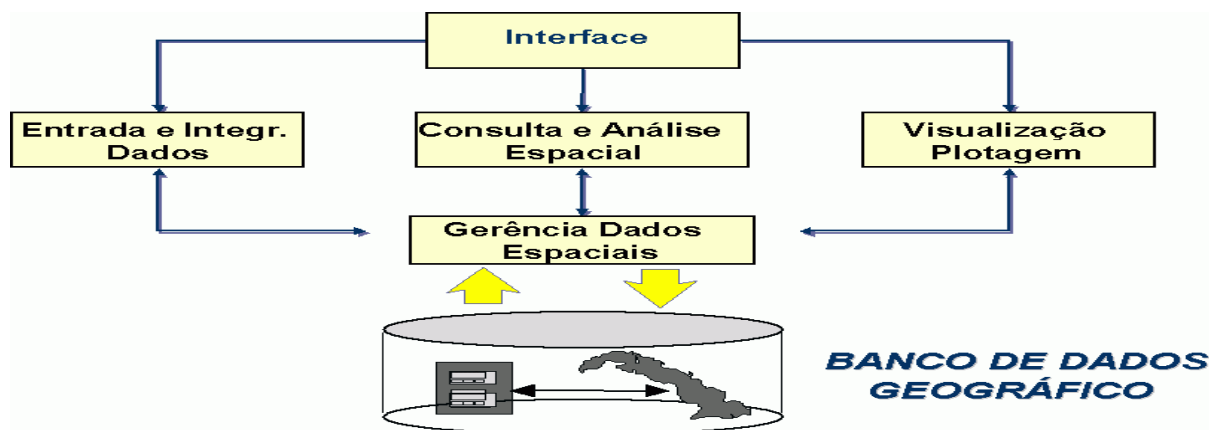 Interface
Entrada e Integr.
Dados
Consulta e Análise
Espacial
Visualização
Plotagem
Gerência Dados
Espaciais
BANCO DE DADOS
GEOGRÁFICO